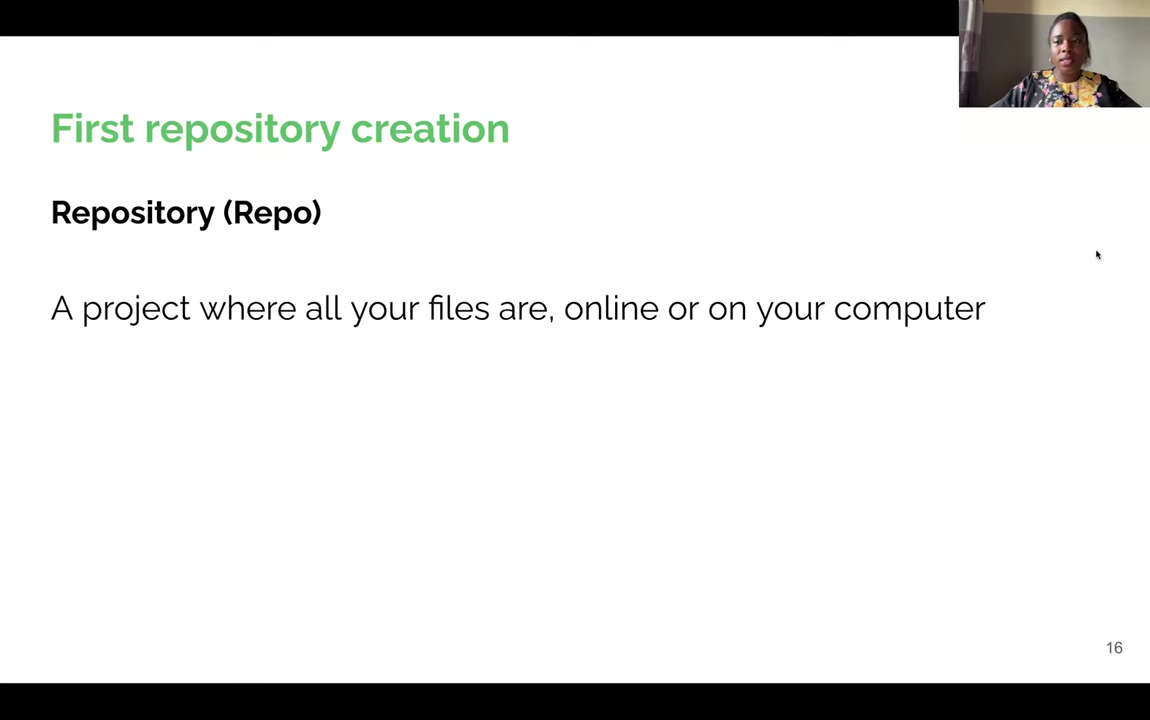 First repository creation
Repository (Repo)
A project where all your files are, online or on your computer
16